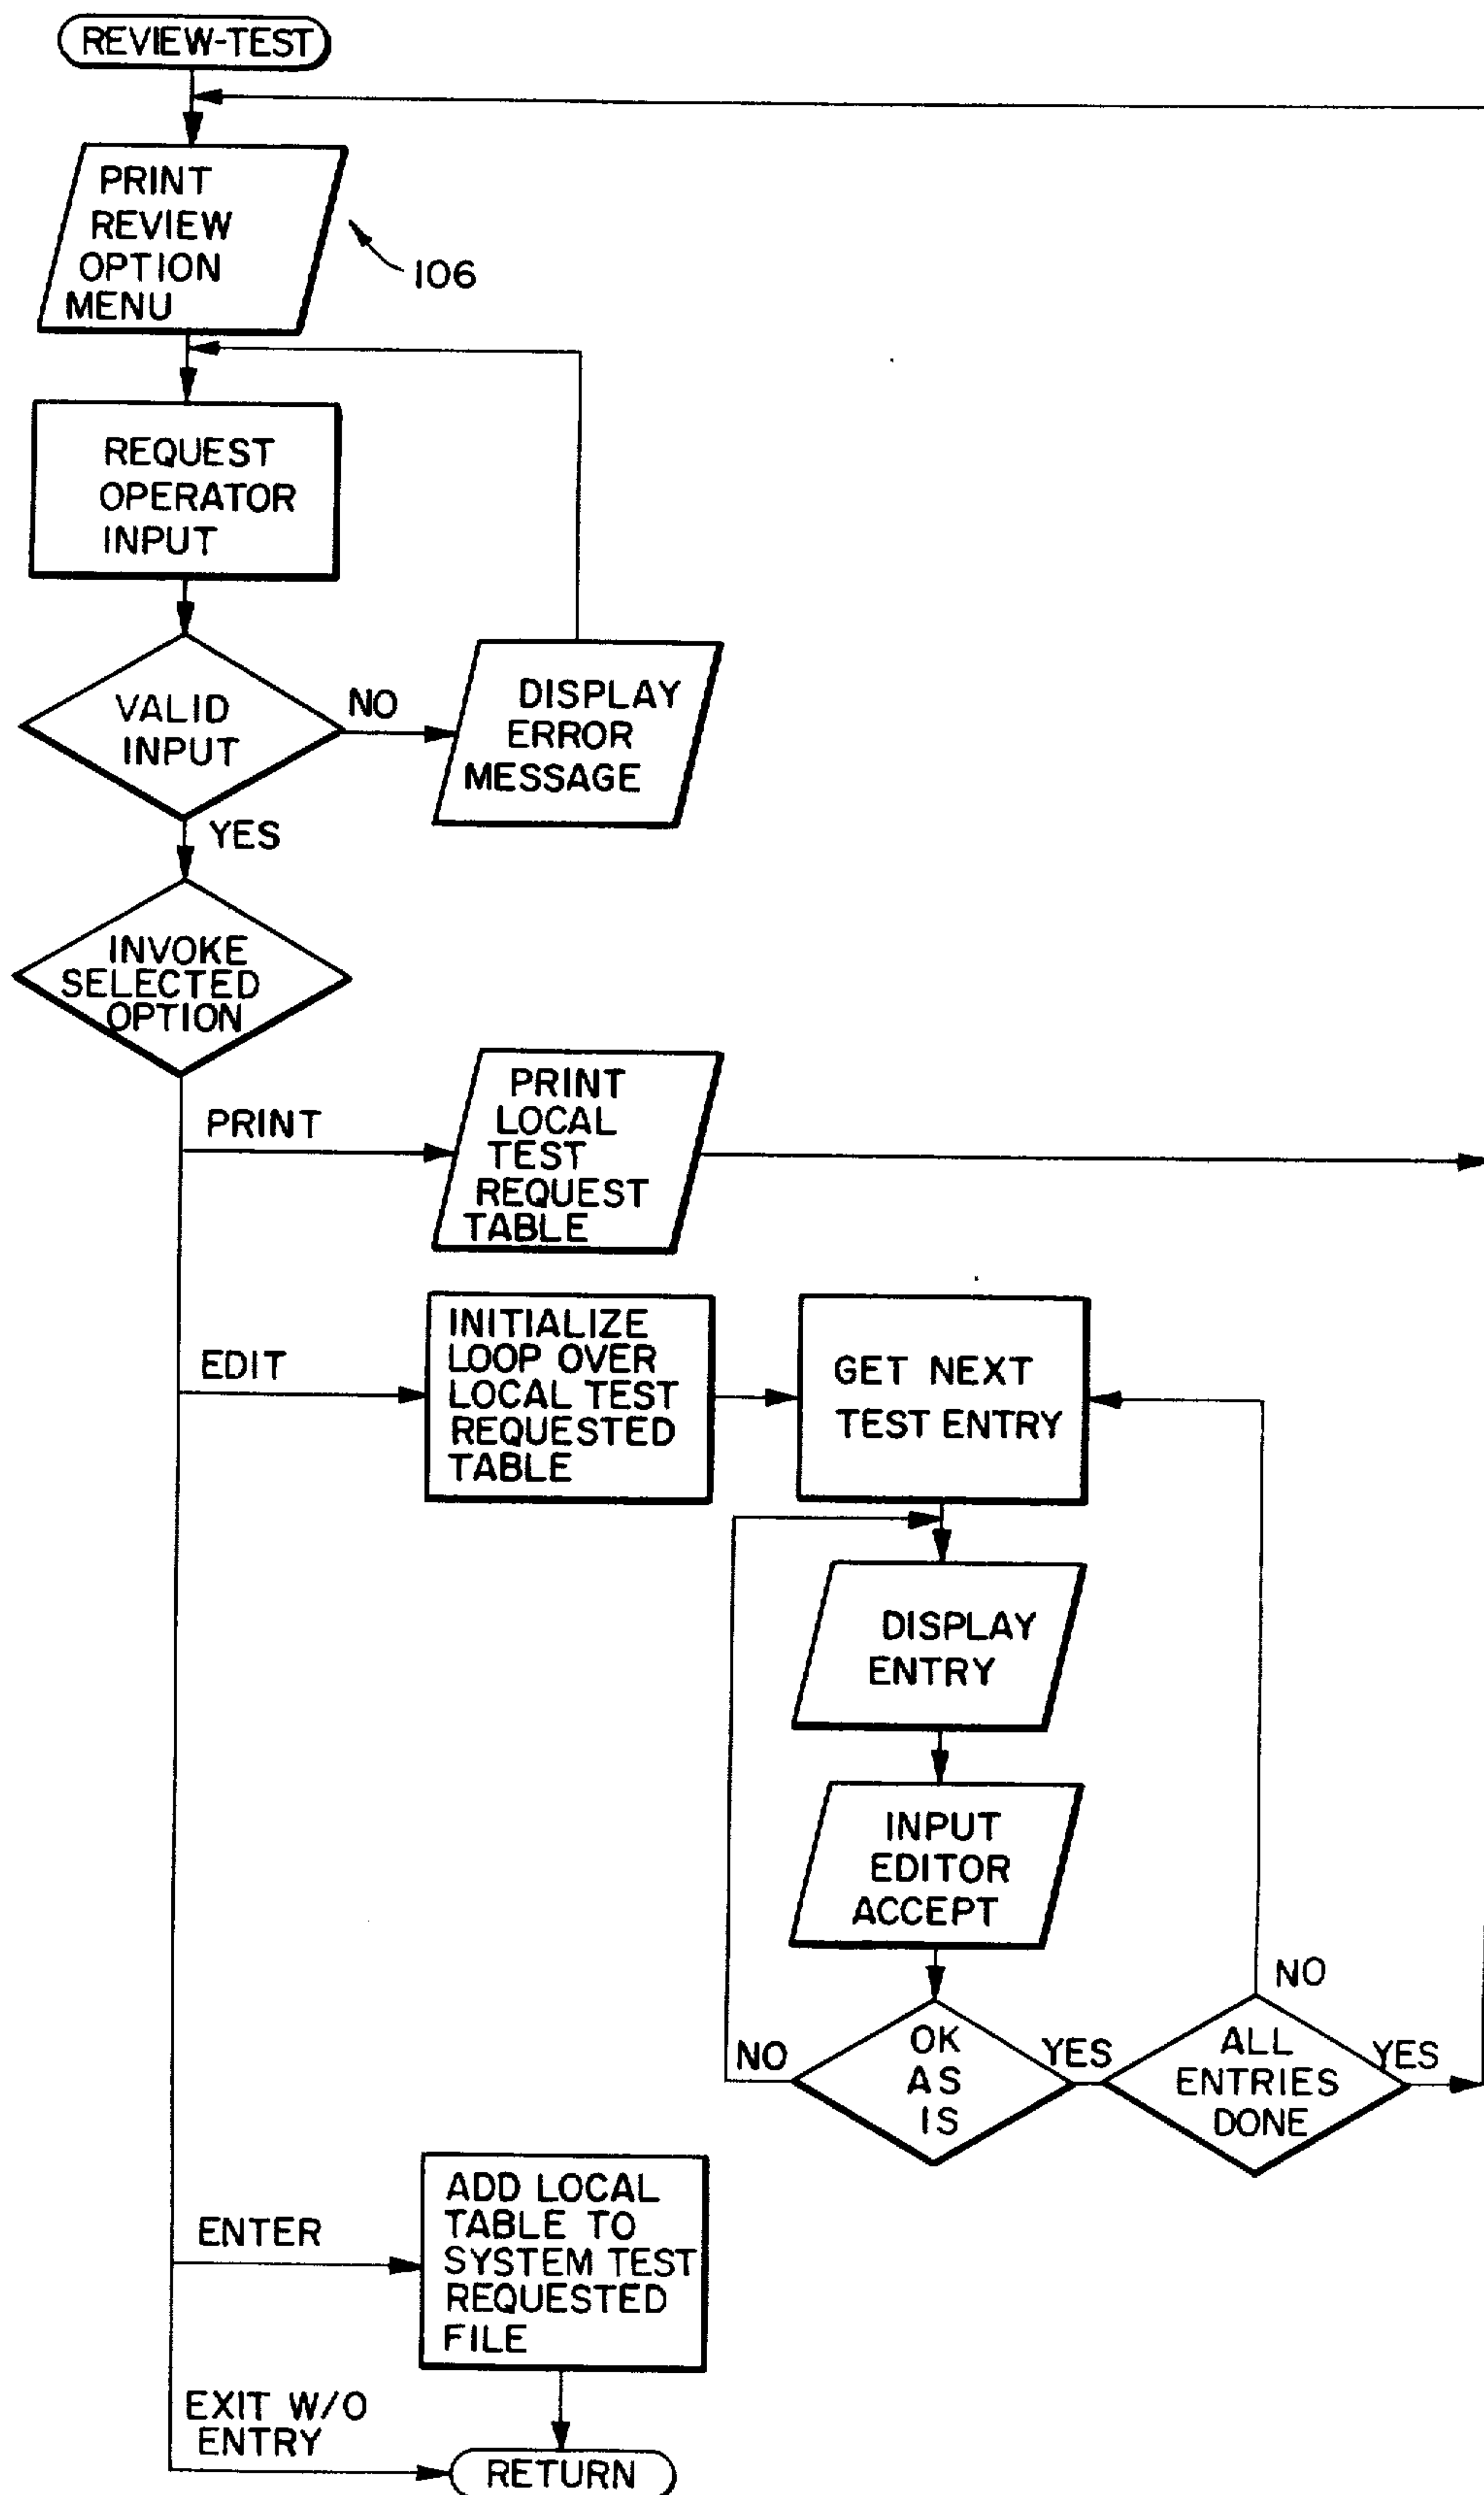 REVIEW-TEST
PRINT
REVIEW
OPTION
MENU
106
REQUEST
OPERATOR
INPUT
VALID
INPUT
NO
DISPLAY
ERROR
MESSAGE
YES
INVOKE
SELECTED
OPTION
PRINT
PRINT
LOCAL
TEST
REQUEST
TABLE
EDIT
INITIALIZE
LOOP OVER
LOCAL TEST
REQUESTED
TABLE
GET NEXT
TEST ENTRY
DISPLAY
ENTRY
INPUT
EDITOR
ACCEPT
NO
OK
AS
IS
YES
NO
ALL
ENTRIES
DONE
YES
ENTER
ADD LOCAL
TABLE TO
SYSTEM TEST
REQUESTED
FILE
EXIT W/O
ENTRY
RETURN